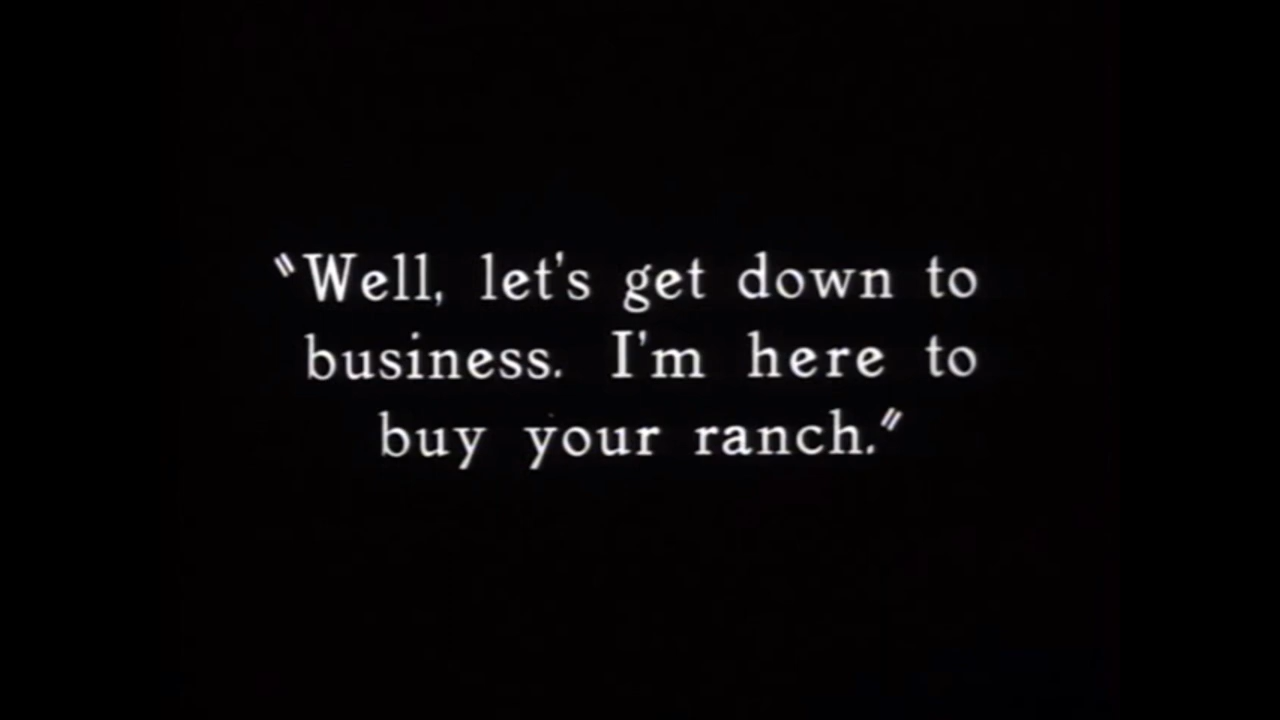 "Well, let's get down to
business. I'm here to
buy your ranch."